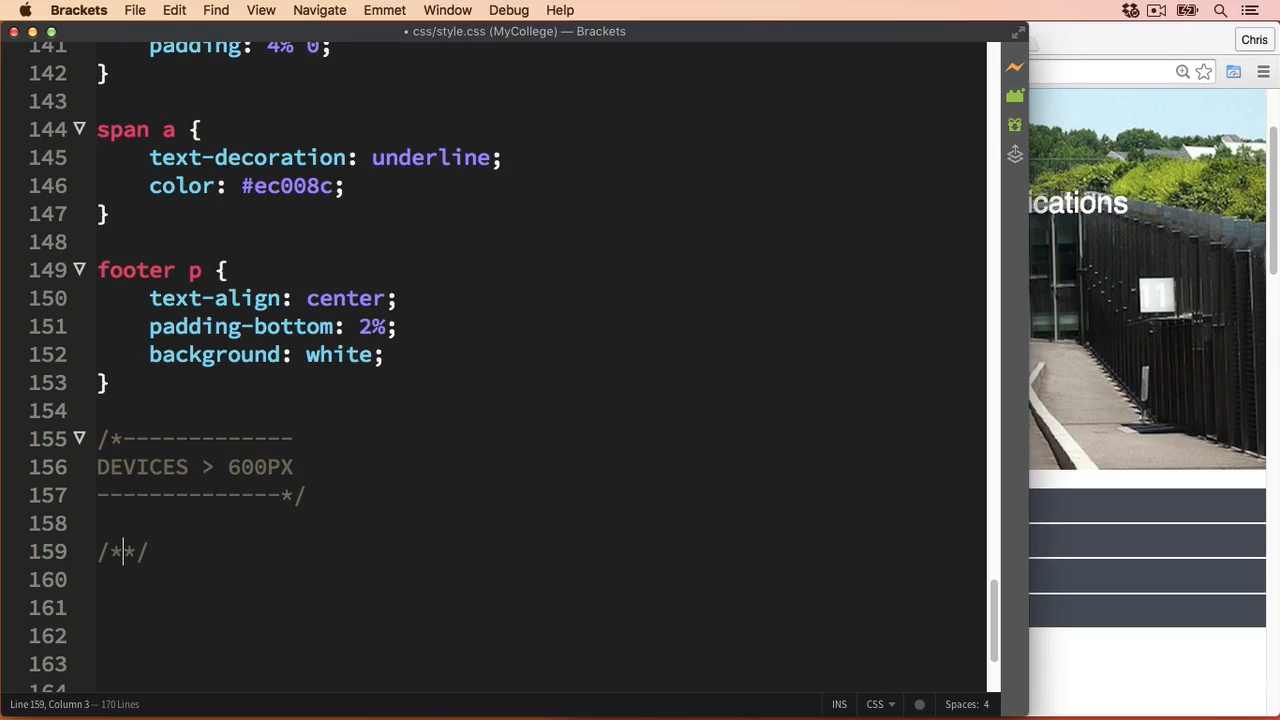 Brackets File Edit Find View Navigate Emmet Window Debug Help
• css/style.css (MyCollege) — Brackets
Chris
141 padding: 4% 0;
142 }
143
144 span a {
145 text-decoration: underline;
146 color: #ec008c;
147 }
148
149 footer p {
150 text-align: center;
151 padding-bottom: 2%;
152 background: white;
153 }
154
155 /*-------------
156 DEVICES > 600PX
157 --------------*/
158
159 /**/
160
161
162
163
164
ications
11
Line 159, Column 3 — 170 Lines
INS CSS Spaces: 4